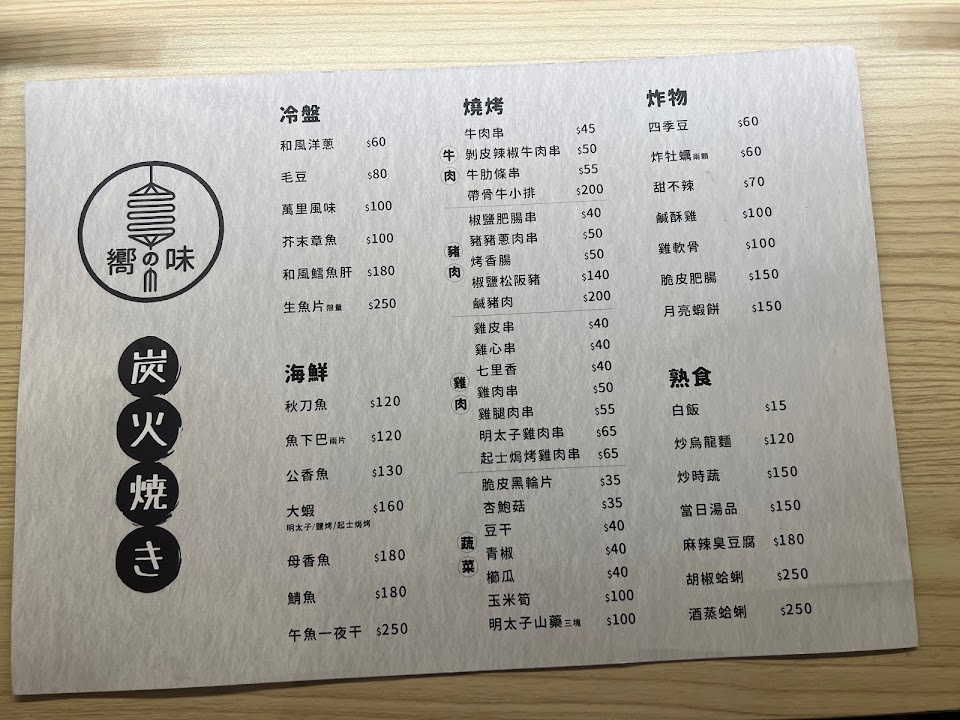 嚮の味
炭火焼き
冷盤
和風洋蔥 $60
毛豆 $80
萬里風味 $100
芥末章魚 $100
和風鱈魚肝 $180
生魚片限量 $250
海鮮
秋刀魚 $120
魚下巴兩片 $120
公香魚 $130
大蝦 $160
明太子/鹽烤/起士焗烤
母香魚 $180
鯖魚 $180
午魚一夜干 $250
燒烤
牛肉
牛肉串 $45
剝皮辣椒牛肉串 $50
牛肋條串 $55
帶骨牛小排 $200
豬肉
椒鹽肥腸串 $40
豬豬蔥肉串 $50
烤香腸 $50
椒鹽松阪豬 $140
鹹豬肉 $200
雞肉
雞皮串 $40
雞心串 $40
七里香 $40
雞肉串 $50
雞腿肉串 $55
明太子雞肉串 $65
起士焗烤雞肉串 $65
蔬菜
脆皮黑輪片 $35
杏鮑菇 $35
豆干 $40
青椒 $40
櫛瓜 $40
玉米筍 $100
明太子山藥三塊 $100
炸物
四季豆 $60
炸牡蠣兩顆 $60
甜不辣 $70
鹹酥雞 $100
雞軟骨 $100
脆皮肥腸 $150
月亮蝦餅 $150
熟食
白飯 $15
炒烏龍麵 $120
炒時蔬 $150
當日湯品 $150
麻辣臭豆腐 $180
胡椒蛤蜊 $250
酒蒸蛤蜊 $250